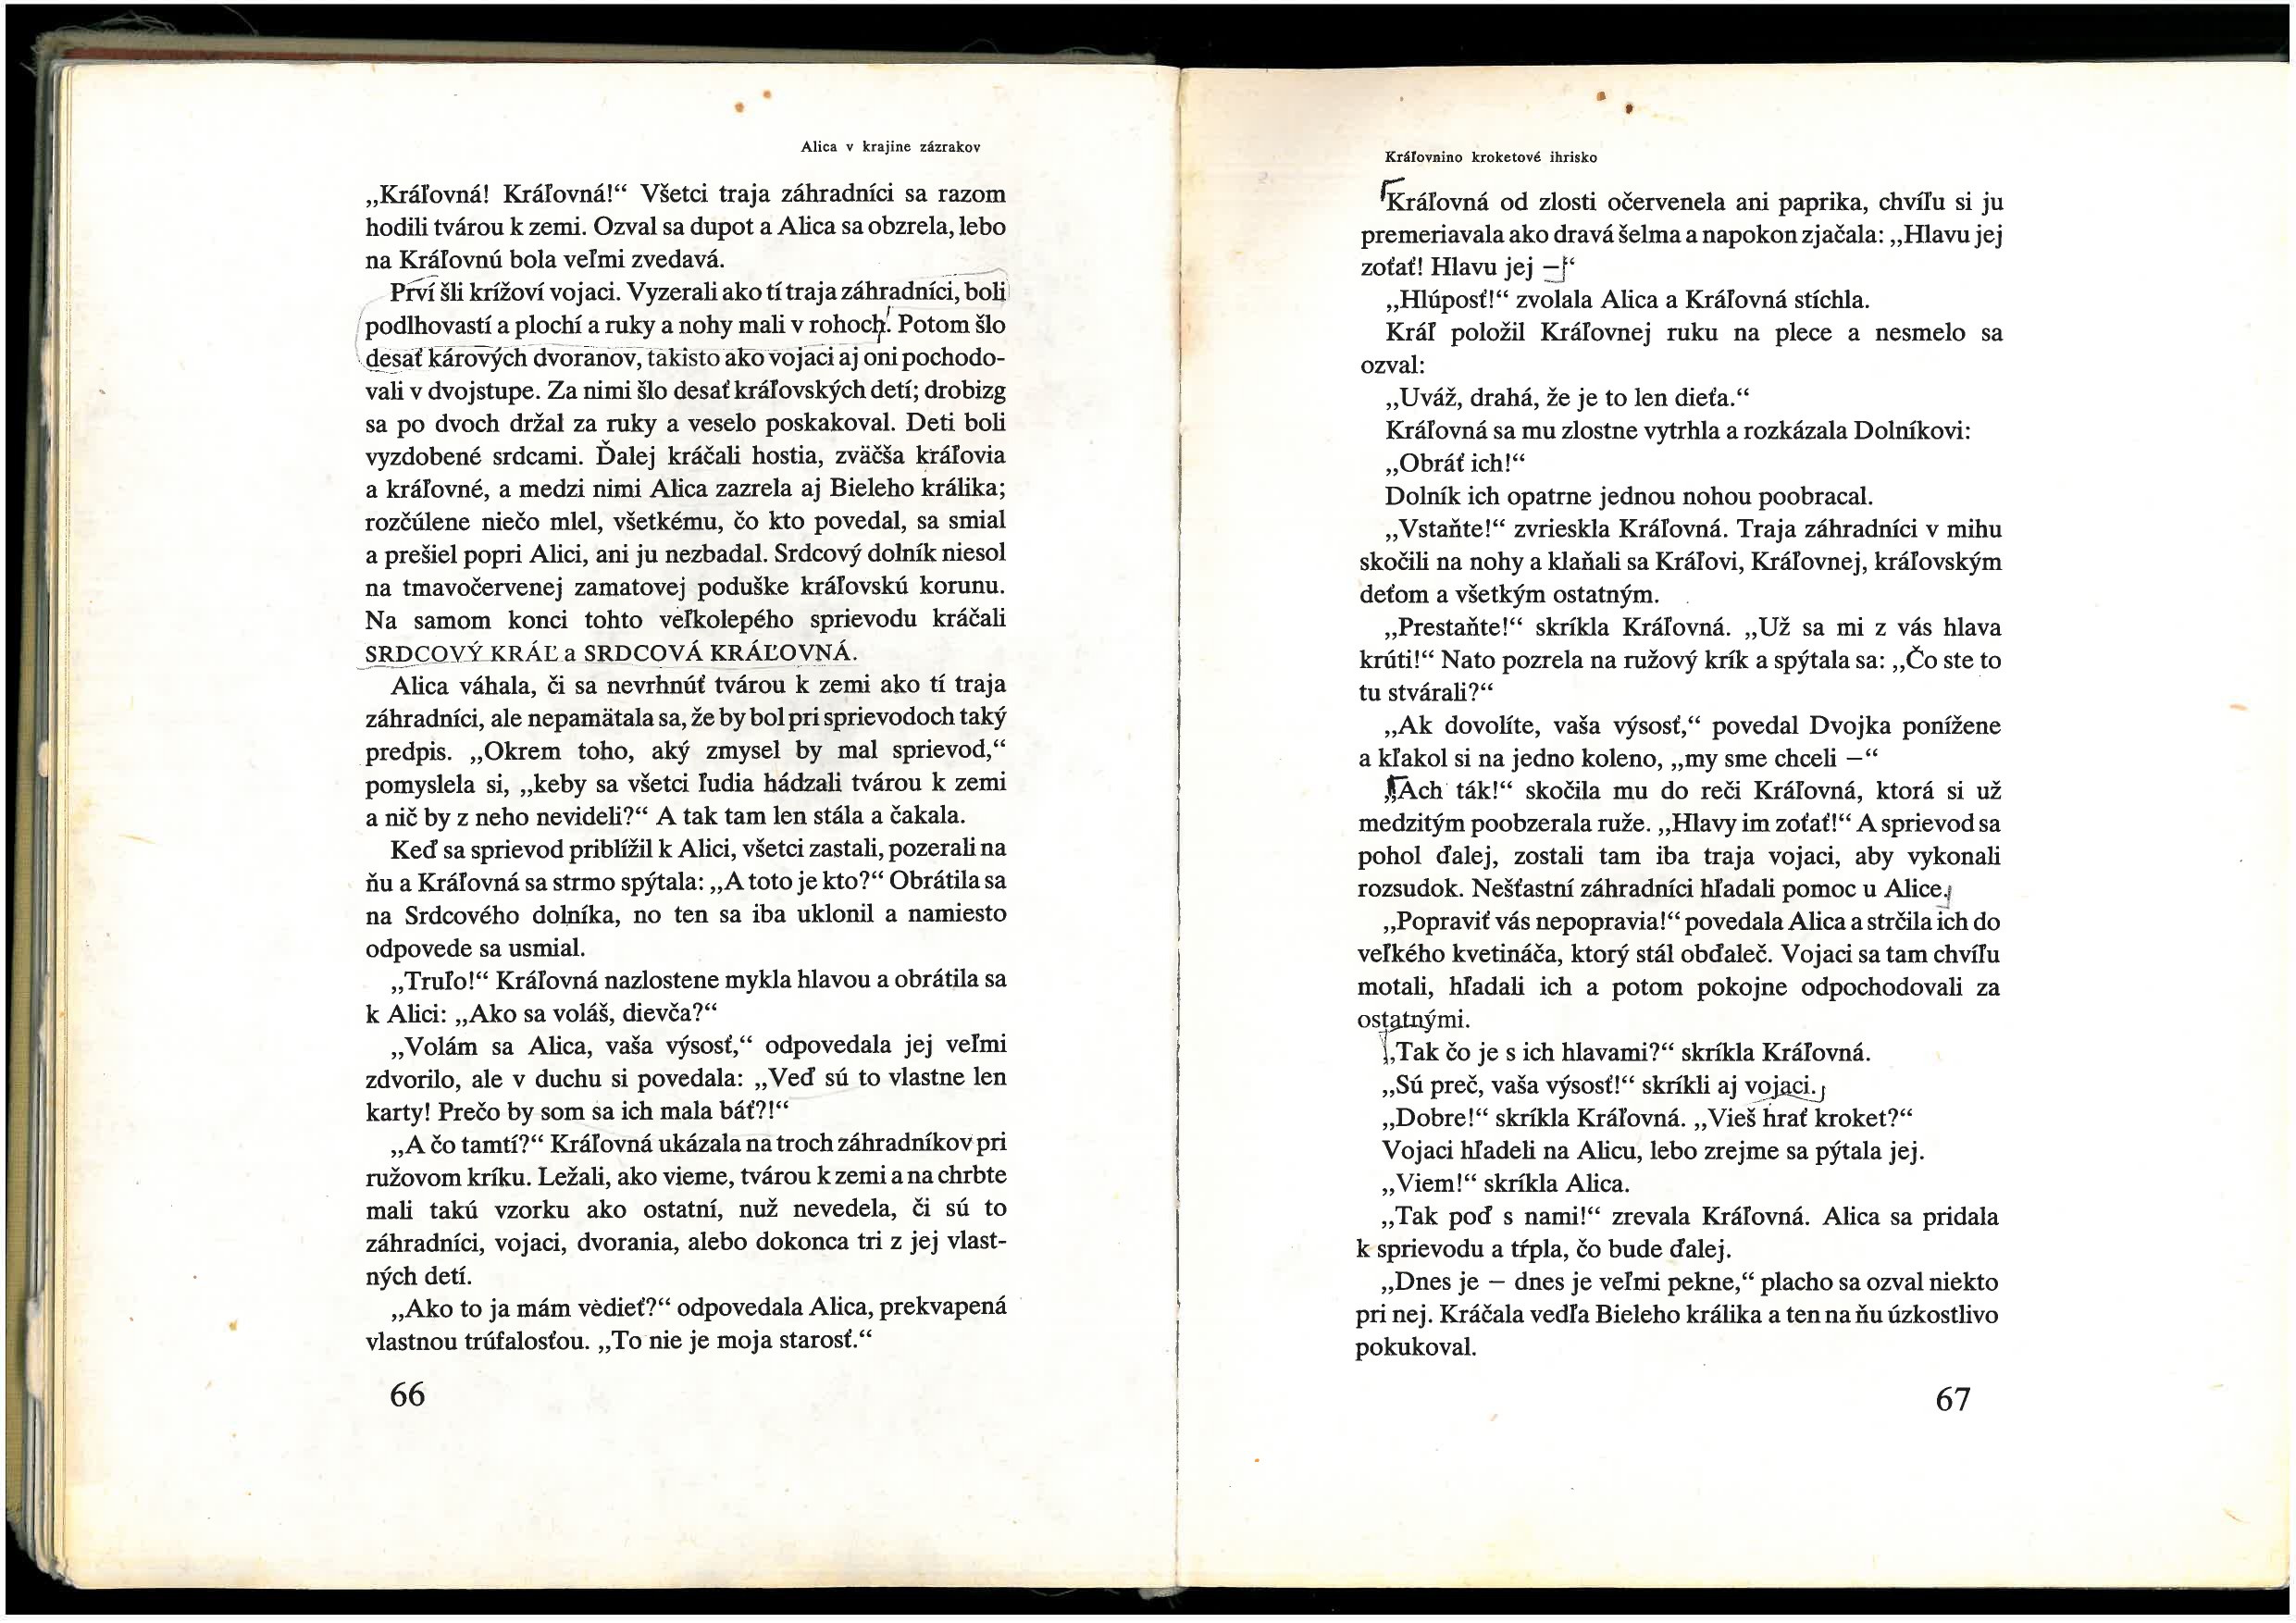 Alica v krajine zázrakov
„Kráľovná! Kráľovná!“ Všetci traja záhradníci sa razom
hodili tvárou k zemi. Ozval sa dupot a Alica sa obzrela, lebo
na Kráľovnú bola veľmi zvedavá.
Prví šli krížoví vojaci. Vyzerali ako tí traja záhradníci, boli
podlhovastí a plochí a ruky a nohy mali v rohoch. Potom šlo
desať károvych dvoranov, takisto ako vojaci aj oni pochodo-
vali v dvojstupe. Za nimi šlo desať kráľovských detí; drobizg
sa po dvoch držal za ruky a veselo poskakoval. Deti boli
vyzdobené srdcami. Ďalej kráčali hostia, zväčša kráľovia
a kráľovné, a medzi nimi Alica zazrela aj Bieleho králika;
rozčúlene niečo mlel, všetkému, čo kto povedal, sa smial
a prešiel popri Alici, ani ju nezbadal. Srdcový dolník niesol
na tmavočervenej zamatovej poduške kráľovskú korunu.
Na samom konci tohto veľkolepého sprievodu kráčali
SRDCOVÝ KRÁĽ a SRDCOVÁ KRÁĽOVNÁ.
Alica váhala, či sa nevrhnúť tvárou k zemi ako tí traja
záhradníci, ale nepamätala sa, že by bol pri sprievodoch taký
predpis. „Okrem toho, aký zmysel by mal sprievod,“
pomyslela si, „keby sa všetci ľudia hádzali tvárou k zemi
a nič by z neho nevideli?“ A tak tam len stála a čakala.
Keď sa sprievod priblížil k Alici, všetci zastali, pozerali na
ňu a Kráľovná sa strmo spýtala: „A toto je kto?“ Obrátila sa
na Srdcového dolníka, no ten sa iba uklonil a namiesto
odpovede sa usmial.
„Truľo!“ Kráľovná nazlostene mykla hlavou a obrátila sa
k Alici: „Ako sa voláš, dievča?“
„Volám sa Alica, vaša výsosť,“ odpovedala jej veľmi
zdvorilo, ale v duchu si povedala: „Veď sú to vlastne len
karty! Prečo by som sa ich mala báť?!“
„A čo tamtí?“ Kráľovná ukázala na troch záhradníkov pri
ružovom kríku. Ležali, ako vieme, tvárou k zemi a na chrbte
mali takú vzorku ako ostatní, nuž nevedela, či sú to
záhradníci, vojaci, dvorania, alebo dokonca tri z jej vlast-
ných detí.
„Ako to ja mám vedieť?“ odpovedala Alica, prekvapená
vlastnou trúfalosťou. „To nie je moja starosť.“
66
Kráľovnino kroketové ihrisko
Kráľovná od zlosti očervenela ani paprika, chvíľu si ju
premeriavala ako dravá šelma a napokon zjačala: „Hlavu jej
zoťať! Hlavu jej —“
„Hlúposť!“ zvolala Alica a Kráľovná stíchla.
Kráľ položil Kráľovnej ruku na plece a nesmelo sa
ozval:
„Uváž, drahá, že je to len dieťa.“
Kráľovná sa mu zlostne vytrhla a rozkázala Dolníkovi:
„Obráť ich!“
Dolník ich opatrne jednou nohou poobracal.
„Vstaňte!“ zvrieskla Kráľovná. Traja záhradníci v mihu
skočili na nohy a klaňali sa Kráľovi, Kráľovnej, kráľovským
deťom a všetkým ostatným.
„Prestaňte!“ skríkla Kráľovná. „Už sa mi z vás hlava
krúti!“ Nato pozrela na ružový krík a spýtala sa: „Čo ste to
tu stvárali?“
„Ak dovolíte, vaša výsosť,“ povedal Dvojka ponížene
a kľakol si na jedno koleno, „my sme chceli —“
„Ach ták!“ skočila mu do reči Kráľovná, ktorá si už
medzitým poobzerala ruže. „Hlavy im zoťať!“ A sprievod sa
pohol ďalej, zostali tam iba traja vojaci, aby vykonali
rozsudok. Nešťastní záhradníci hľadali pomoc u Alice.
„Popraviť vás nepopravia!“ povedala Alica a strčila ich do
veľkého kvetináča, ktorý stál obďaleč. Vojaci sa tam chvíľu
motali, hľadali ich a potom pokojne odpochodovali za
ostatnými.
„Tak čo je s ich hlavami?“ skríkla Kráľovná.
„Sú preč, vaša výsosť!“ skríkli aj vojaci.
„Dobre!“ skríkla Kráľovná. „Vieš hrať kroket?“
Vojaci hľadeli na Alicu, lebo zrejme sa pýtala jej.
„Viem!“ skríkla Alica.
„Tak poď s nami!“ zrevala Kráľovná. Alica sa pridala
k sprievodu a tŕpla, čo bude ďalej.
„Dnes je — dnes je veľmi pekne,“ placho sa ozval niekto
pri nej. Kráčala vedľa Bieleho králika a ten na ňu úzkostlivo
pokukoval.
67